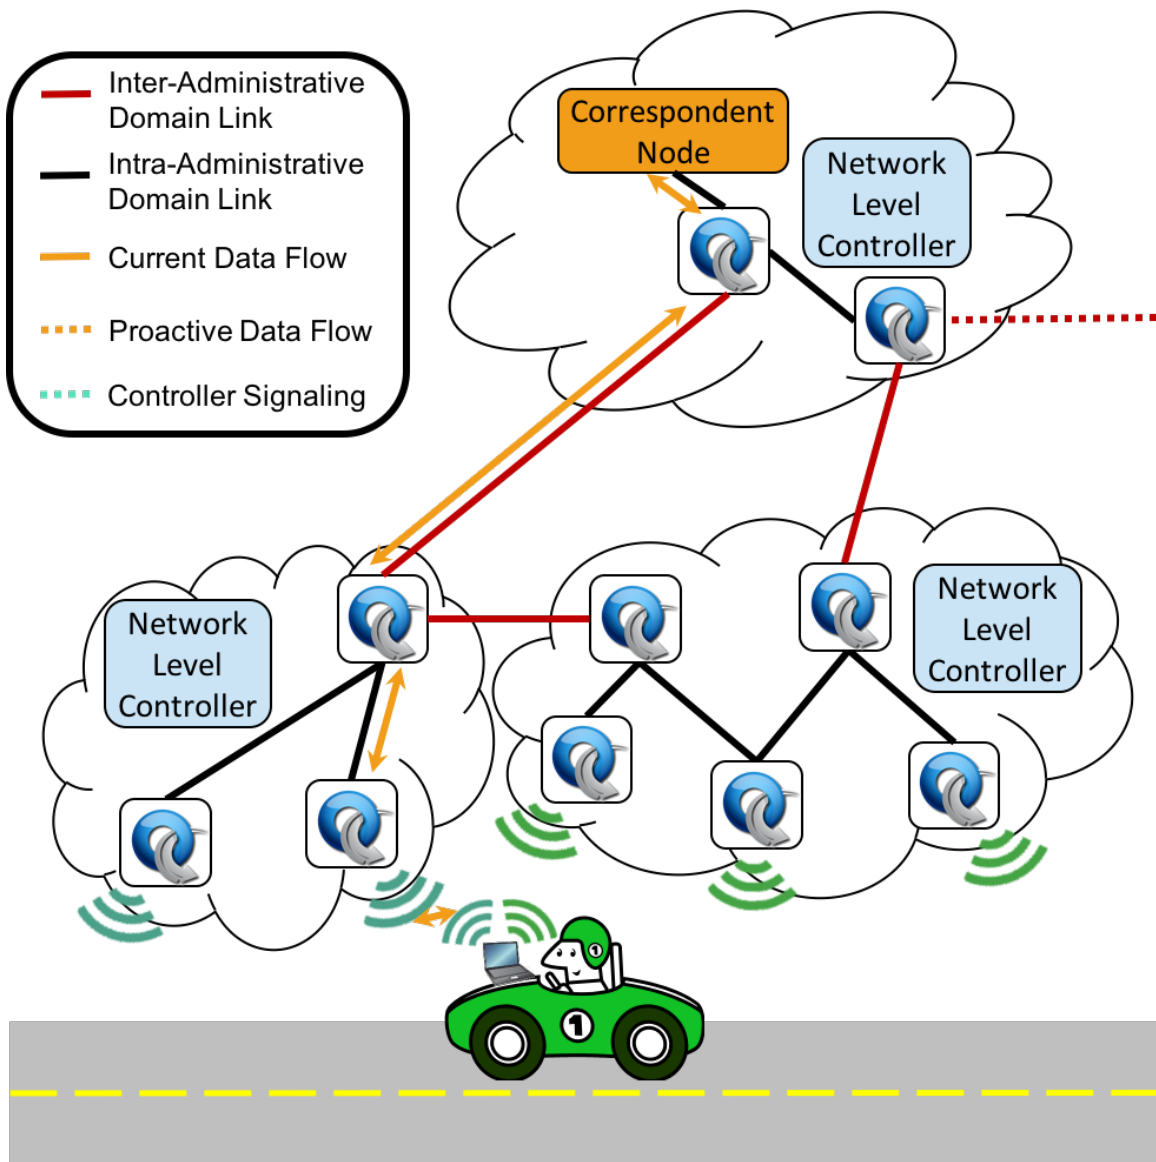 Inter-Administrative
Domain Link
Intra-Administrative
Domain Link
Current Data Flow
Proactive Data Flow
Controller Signaling
Correspondent
Node
Network
Level
Controller
Network
Level
Controller
Network
Level
Controller
1
1